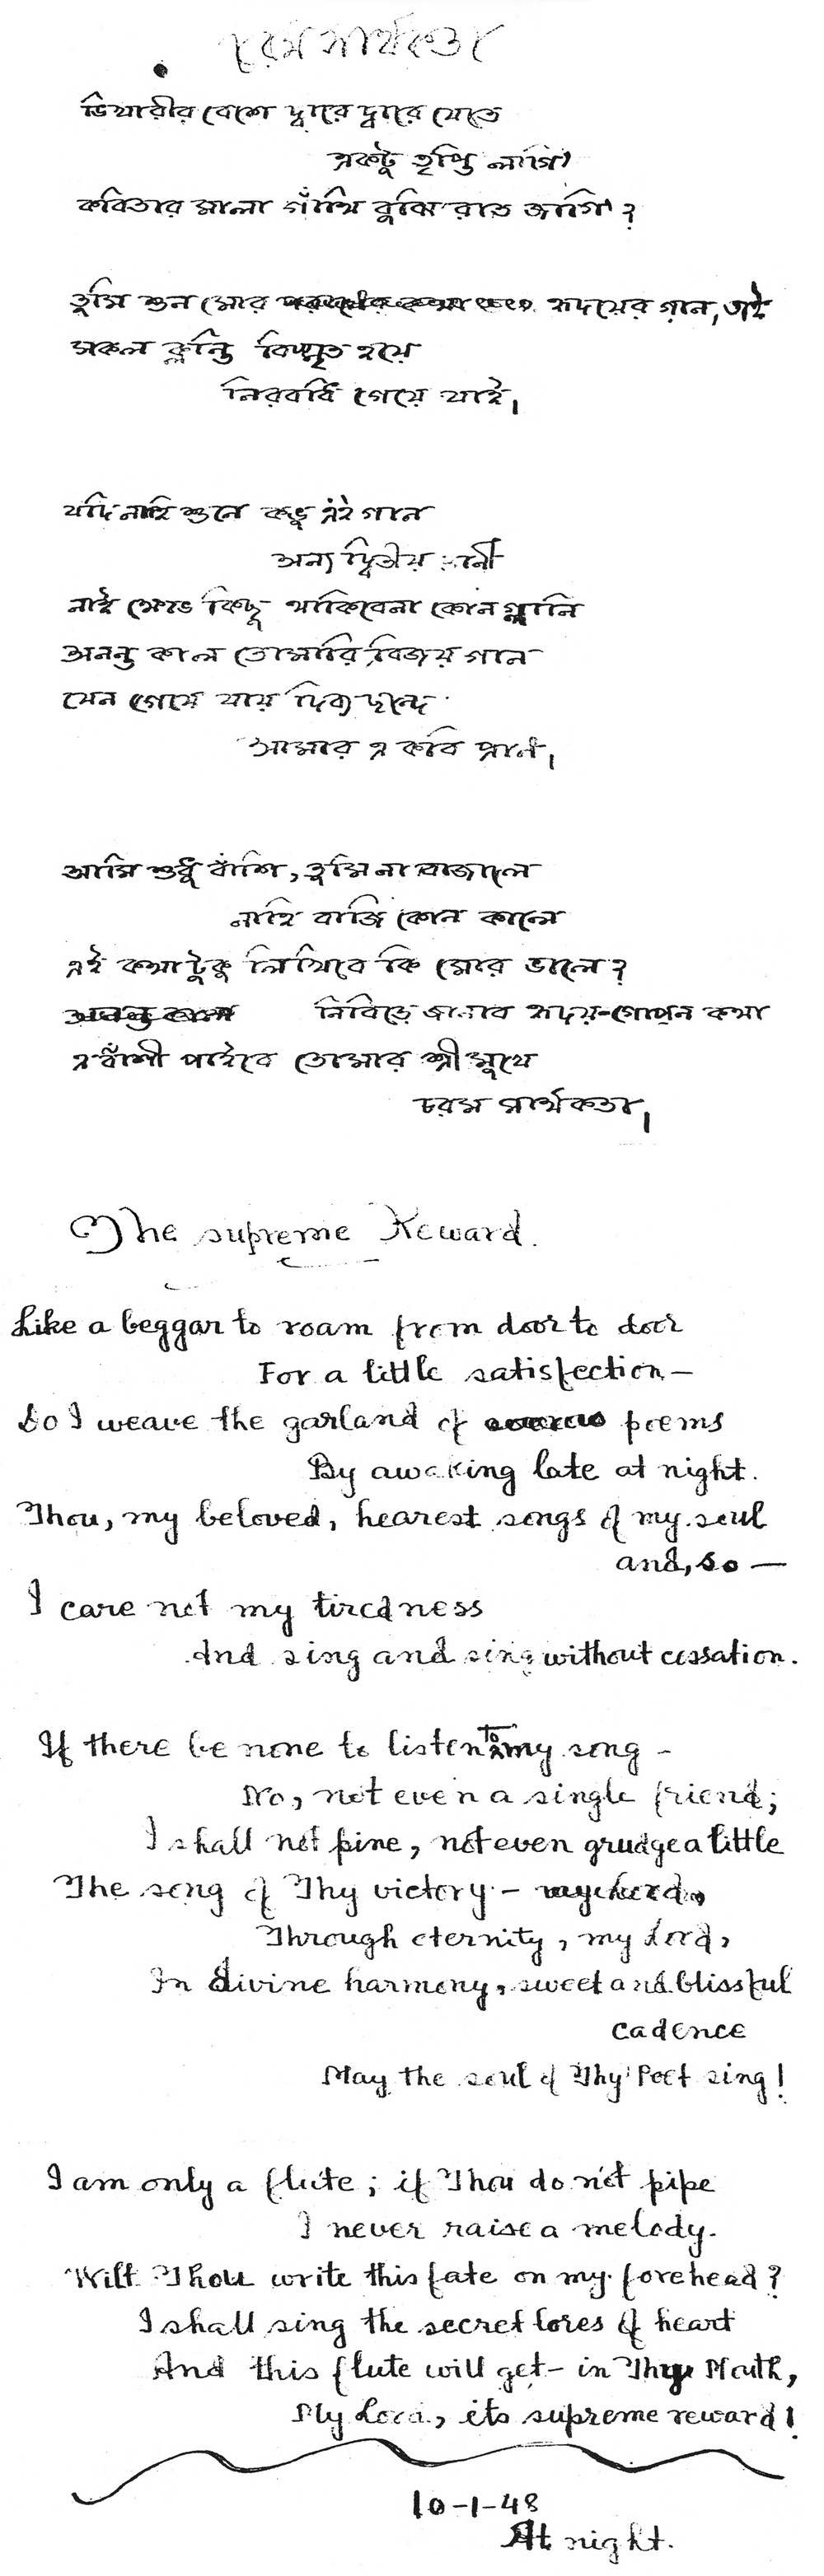 চরম সার্থকতা
ভিখারীর বেশে দ্বারে দ্বারে যেতে
একটু তৃপ্তি লাগি'
কবিতার মালা গাঁথি বুঝি রাত জাগি'?
তুমি শুন মোর হৃদয়ের গান, তাই
সকল ক্লান্তি বিস্মৃত হয়ে
নিরবধি গেয়ে যাই।
যদি নাহি শুনে কভু এই গান
অন্য দ্বিতীয় প্রাণী
নাই ক্ষোভ কিছু থাকিবেনা কোন গ্লানি
অনন্ত কাল তোমারি বিজয় গান
যেন গেয়ে যায় দিব্য ছন্দে
আমার এ কবি প্রাণ।
আমি শুধু বাঁশি, তুমি না বাজালে
নাহি বাজি কোন কালে
এই কথাটুকু লিখিবে কি মোর ভালে?
নিবিড়ে জানাব হৃদয়-গোপন কথা
এ বাঁশী পাইবে তোমার শ্রীমুখে
চরম সার্থকতা।
The supreme Reward.
Like a beggar to roam from door to door
For a little satisfection —
So I weave the garland of poems
By awaking late at night.
Thou, my beloved, hearest songs of my soul
and, so —
I care not my tiredness
And sing and sing without cessation.
If there be none to listen to my song -
No, not even a single friend;
I shall not pine, not even grudge a little
The song of Thy victory -
Through eternity, my Lord,
In divine harmony, sweet and blissful
cadence
May the soul of Thy Poet sing!
I am only a flute; if Thou do not pipe
I never raise a melody.
Wilt Thou write this fate on my forehead?
I shall sing the secret lores of heart
And this flute will get - in Thy Mouth,
My Lord, its supreme reward!
10-1-48
At night.